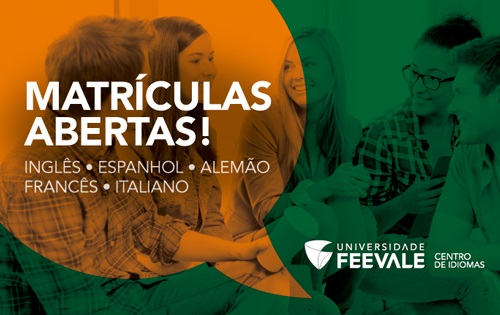 MATRÍCULAS
ABERTAS!
INGLÊS • ESPANHOL • ALEMÃO
FRANCÊS • ITALIANO
UNIVERSIDADE
FEEVALE
CENTRO
DE IDIOMAS